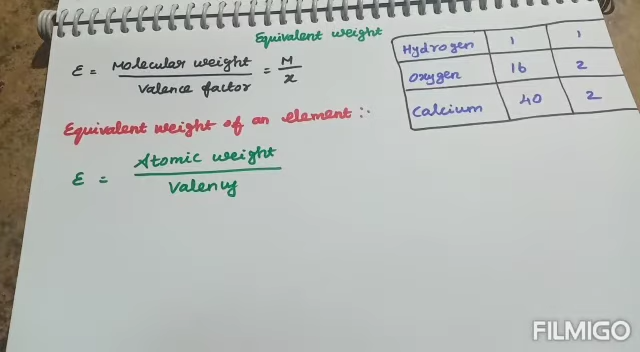 Equivalent weight
E = Molecular weight / Valence factor = M / x
Equivalent weight of an element :-
E = Atomic weight / Valency
Hydrogen 1 1
Oxygen 16 2
Calcium 40 2
FILMIGO